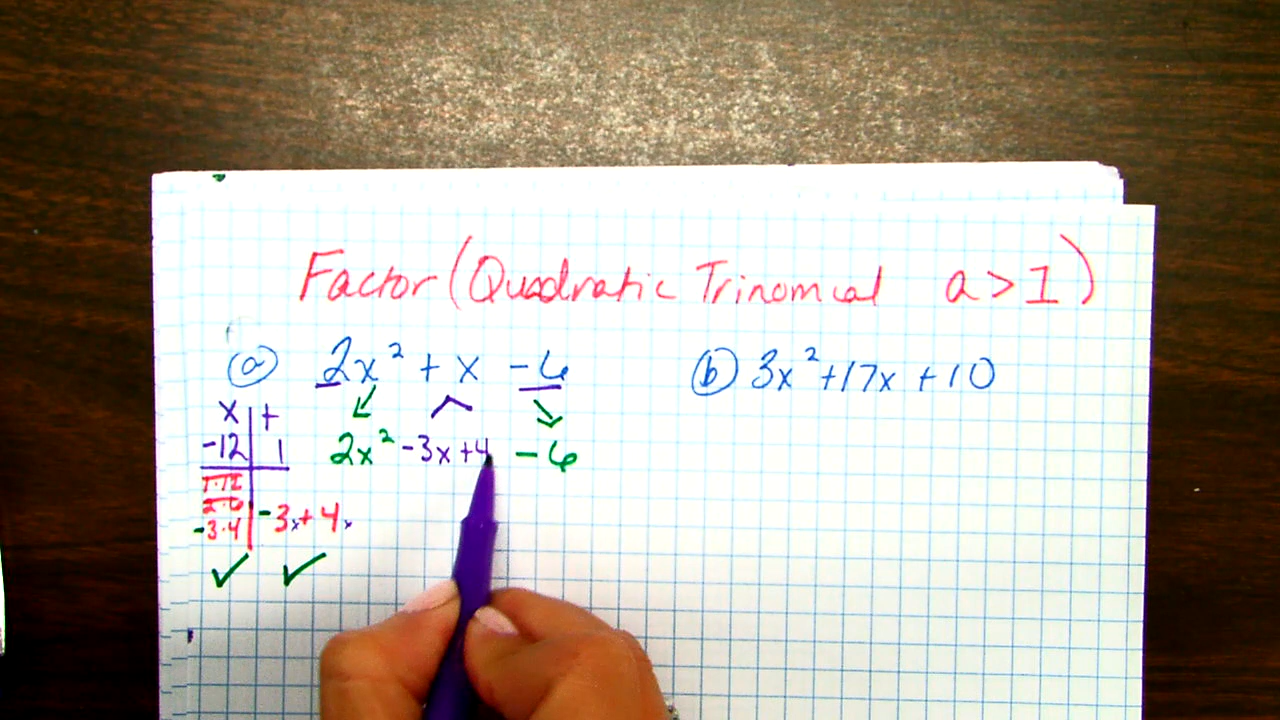 Factor (Quadratic Trinomial a > 1)
(a) 2x² + x - 6
(b) 3x² + 17x + 10
x | +
-12 | 1
2x² - 3x + 4 - 6
1·12
2·6
-3·4 | -3x + 4x
✓ ✓